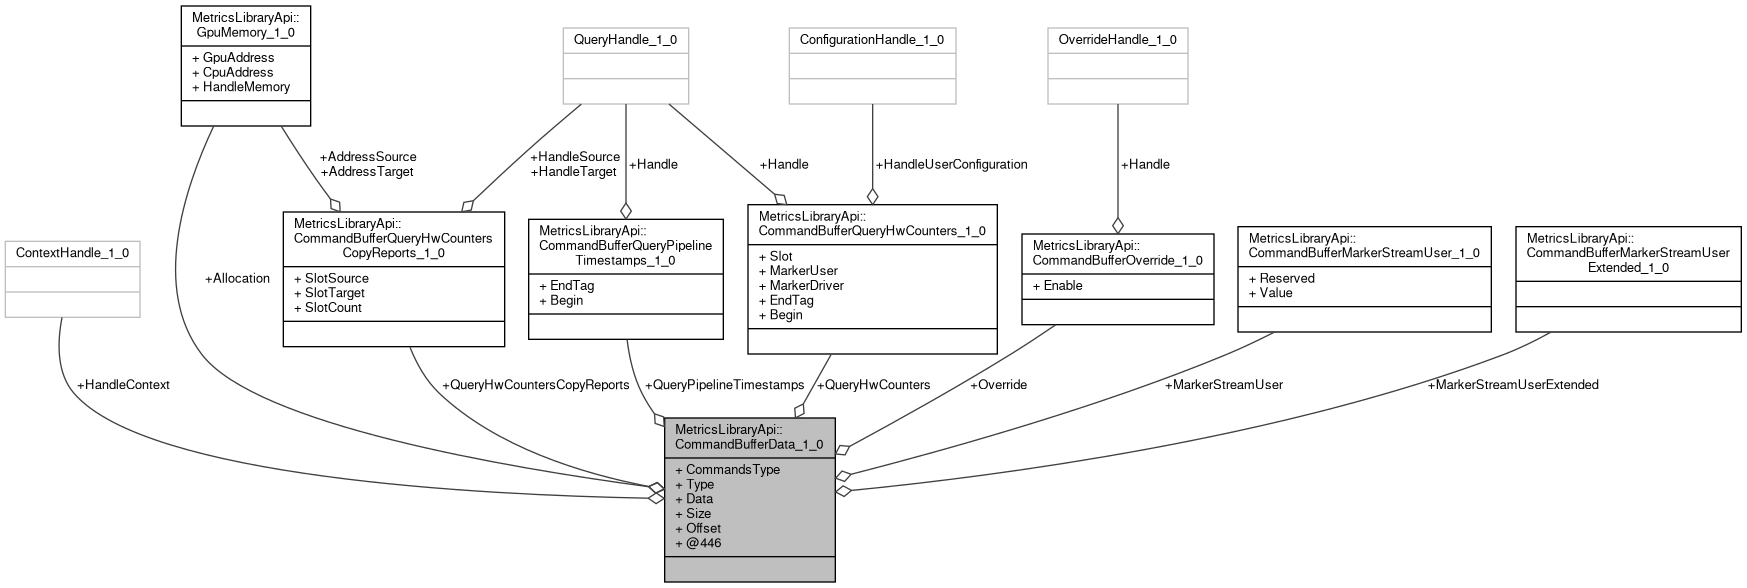 MetricsLibraryApi::
GpuMemory_1_0
+ GpuAddress
+ CpuAddress
+ HandleMemory
QueryHandle_1_0
ConfigurationHandle_1_0
OverrideHandle_1_0
+AddressSource
+AddressTarget
+HandleSource
+HandleTarget
+Handle
+Handle
+HandleUserConfiguration
+Handle
ContextHandle_1_0
+Allocation
MetricsLibraryApi::
CommandBufferQueryHwCounters
CopyReports_1_0
+ SlotSource
+ SlotTarget
+ SlotCount
MetricsLibraryApi::
CommandBufferQueryPipeline
Timestamps_1_0
+ EndTag
+ Begin
MetricsLibraryApi::
CommandBufferQueryHwCounters_1_0
+ Slot
+ MarkerUser
+ MarkerDriver
+ EndTag
+ Begin
MetricsLibraryApi::
CommandBufferOverride_1_0
+ Enable
MetricsLibraryApi::
CommandBufferMarkerStreamUser_1_0
+ Reserved
+ Value
MetricsLibraryApi::
CommandBufferMarkerStreamUser
Extended_1_0
+HandleContext
+QueryHwCountersCopyReports
+QueryPipelineTimestamps
+QueryHwCounters
+Override
+MarkerStreamUser
+MarkerStreamUserExtended
MetricsLibraryApi::
CommandBufferData_1_0
+ CommandsType
+ Type
+ Data
+ Size
+ Offset
+ @446